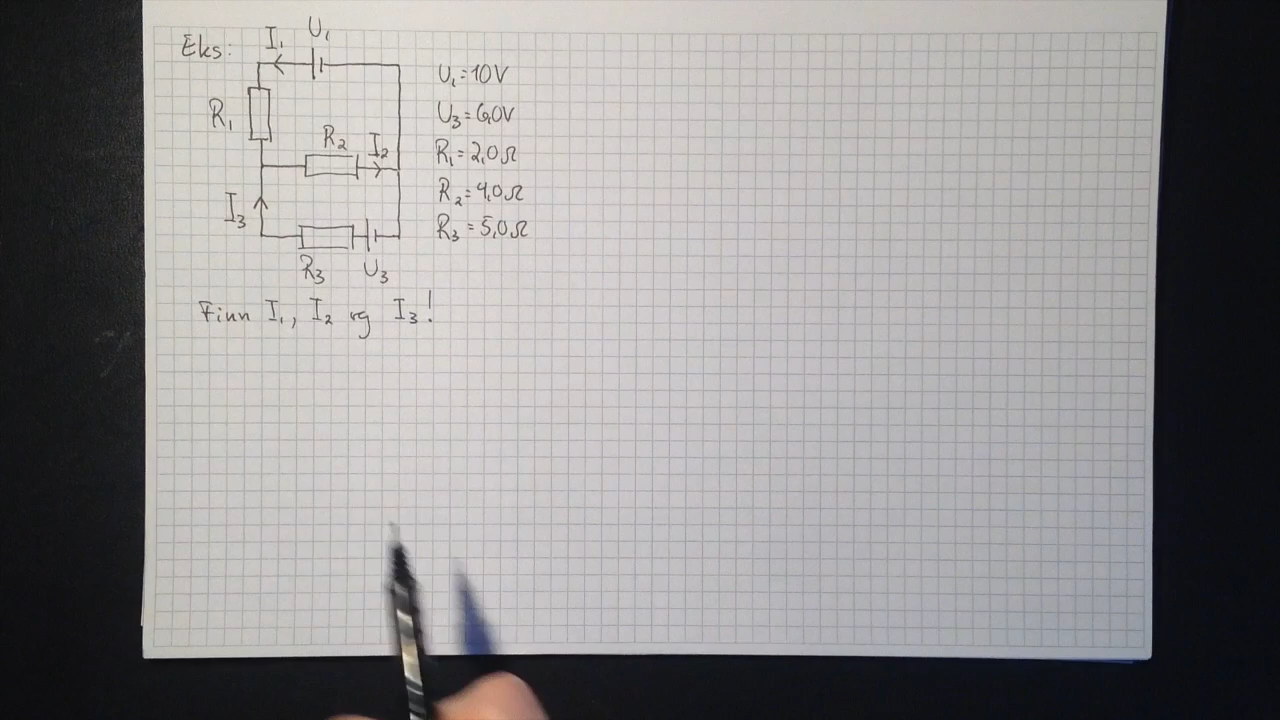 Eks:
I₁ U₁
R₁
R₂ I₂
I₃
R₃ U₃
U₁=10V
U₃=6,0V
R₁=2,0Ω
R₂=4,0Ω
R₃=5,0Ω
Finn I₁, I₂ og I₃!